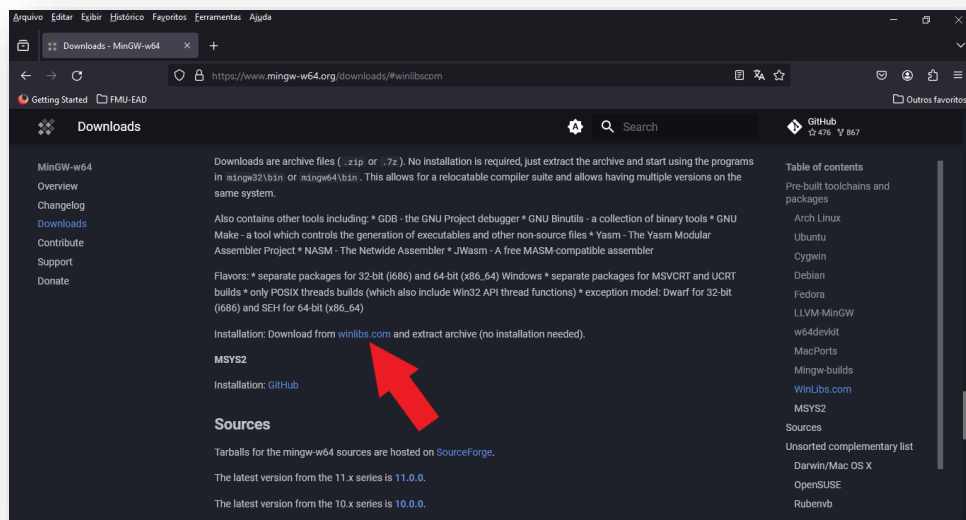 Arquivo Editar Exibir Histórico Favoritos Ferramentas Ajuda
Downloads - MinGW-w64
https://www.mingw-w64.org/downloads/#winlibscom
Getting Started FMU-EAD Outros favoritos
Downloads
Search
GitHub
476 867
MinGW-w64
Overview
Changelog
Downloads
Contribute
Support
Donate
Downloads are archive files ( .zip or .7z ). No installation is required, just extract the archive and start using the programs
in mingw32\bin or mingw64\bin . This allows for a relocatable compiler suite and allows having multiple versions on the
same system.
Also contains other tools including: * GDB - the GNU Project debugger * GNU Binutils - a collection of binary tools * GNU
Make - a tool which controls the generation of executables and other non-source files * Yasm - The Yasm Modular
Assembler Project * NASM - The Netwide Assembler * JWasm - A free MASM-compatible assembler
Flavors: * separate packages for 32-bit (i686) and 64-bit (x86_64) Windows * separate packages for MSVCRT and UCRT
builds * only POSIX threads builds (which also include Win32 API thread functions) * exception model: Dwarf for 32-bit
(i686) and SEH for 64-bit (x86_64)
Installation: Download from winlibs.com and extract archive (no installation needed).
MSYS2
Installation: GitHub
Sources
Tarballs for the mingw-w64 sources are hosted on SourceForge.
The latest version from the 11.x series is 11.0.0.
The latest version from the 10.x series is 10.0.0.
Table of contents
Pre-built toolchains and
packages
Arch Linux
Ubuntu
Cygwin
Debian
Fedora
LLVM-MinGW
w64devkit
MacPorts
Mingw-builds
WinLibs.com
MSYS2
Sources
Unsorted complementary list
Darwin/Mac OS X
OpenSUSE
Rubenvb